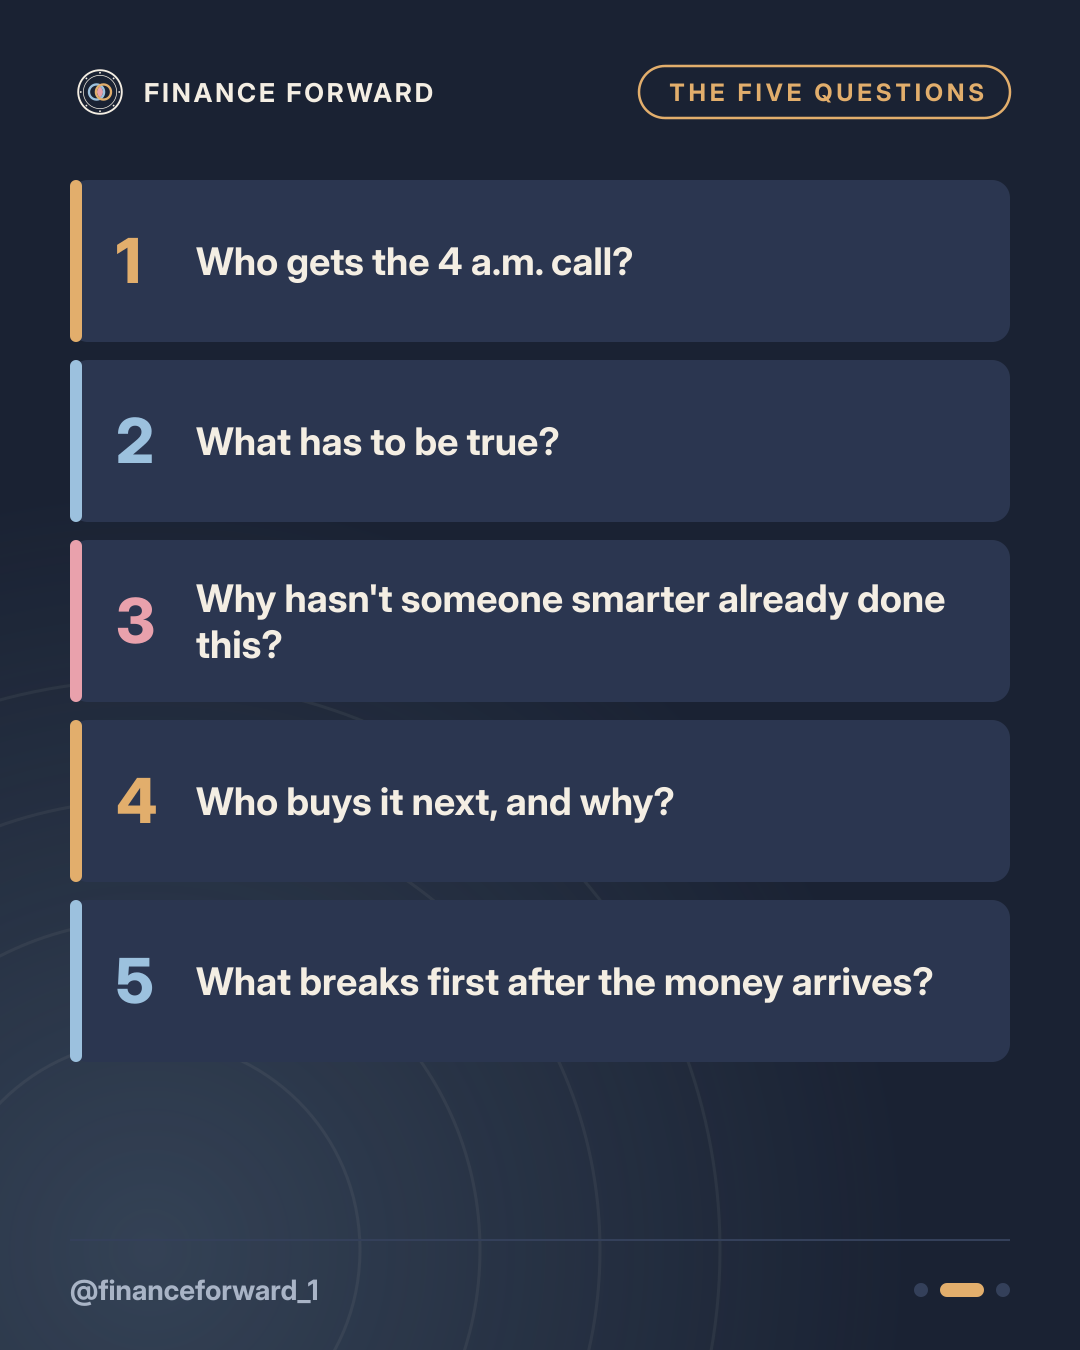 FINANCE FORWARD
THE FIVE QUESTIONS
1
Who gets the 4 a.m. call?
2
What has to be true?
3
Why hasn't someone smarter already done
this?
4
Who buys it next, and why?
5
What breaks first after the money arrives?
@financeforward_1